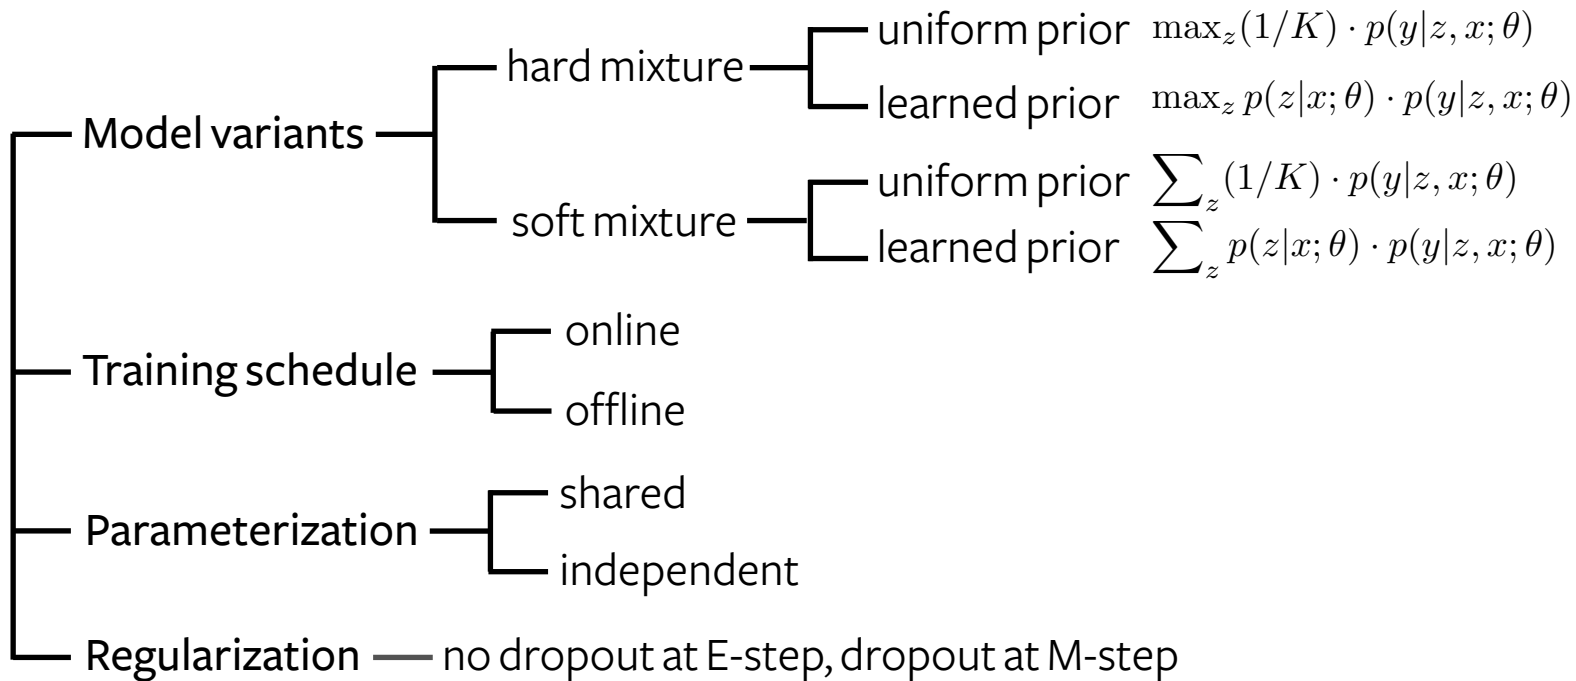 uniform prior max_z(1/K) · p(y|z, x; θ)
hard mixture
learned prior max_z p(z|x; θ) · p(y|z, x; θ)
Model variants
uniform prior ∑_z (1/K) · p(y|z, x; θ)
soft mixture
learned prior ∑_z p(z|x; θ) · p(y|z, x; θ)
online
Training schedule
offline
shared
Parameterization
independent
Regularization no dropout at E-step, dropout at M-step